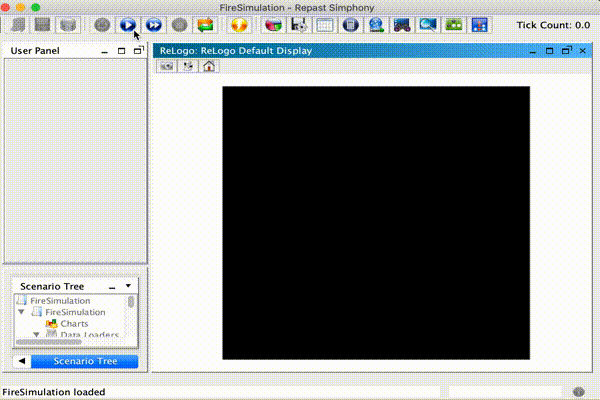 FireSimulation - Repast Simphony
Tick Count: 0.0
User Panel
ReLogo: ReLogo Default Display
Scenario Tree
FireSimulation
FireSimulation
Charts
Data Loaders
Scenario Tree
FireSimulation loaded